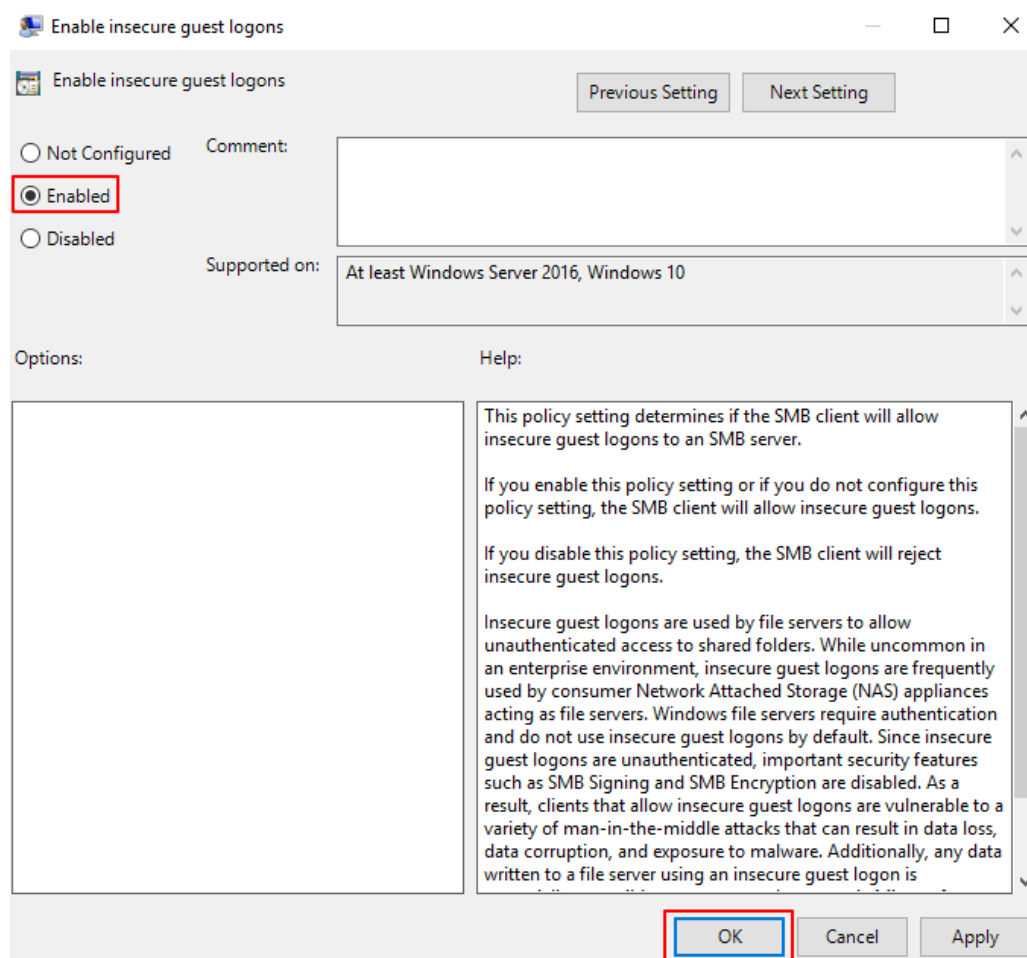 Enable insecure guest logons
Enable insecure guest logons
Previous Setting
Next Setting
Not Configured
Comment:
Enabled
Disabled
Supported on:
At least Windows Server 2016, Windows 10
Options:
Help:
This policy setting determines if the SMB client will allow
insecure guest logons to an SMB server.
If you enable this policy setting or if you do not configure this
policy setting, the SMB client will allow insecure guest logons.
If you disable this policy setting, the SMB client will reject
insecure guest logons.
Insecure guest logons are used by file servers to allow
unauthenticated access to shared folders. While uncommon in
an enterprise environment, insecure guest logons are frequently
used by consumer Network Attached Storage (NAS) appliances
acting as file servers. Windows file servers require authentication
and do not use insecure guest logons by default. Since insecure
guest logons are unauthenticated, important security features
such as SMB Signing and SMB Encryption are disabled. As a
result, clients that allow insecure guest logons are vulnerable to a
variety of man-in-the-middle attacks that can result in data loss,
data corruption, and exposure to malware. Additionally, any data
written to a file server using an insecure guest logon is
OK
Cancel
Apply